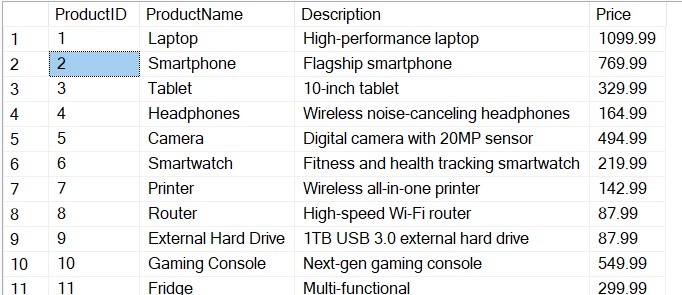 ProductID ProductName Description Price
1 1 Laptop High-performance laptop 1099.99
2 2 Smartphone Flagship smartphone 769.99
3 3 Tablet 10-inch tablet 329.99
4 4 Headphones Wireless noise-canceling headphones 164.99
5 5 Camera Digital camera with 20MP sensor 494.99
6 6 Smartwatch Fitness and health tracking smartwatch 219.99
7 7 Printer Wireless all-in-one printer 142.99
8 8 Router High-speed Wi-Fi router 87.99
9 9 External Hard Drive 1TB USB 3.0 external hard drive 87.99
10 10 Gaming Console Next-gen gaming console 549.99
11 11 Fridge Multi-functional 299.99